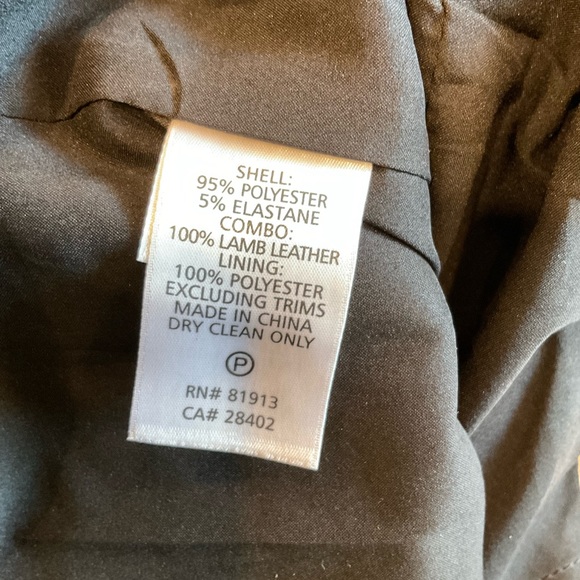 SHELL:
95% POLYESTER
5% ELASTANE
COMBO:
100% LAMB LEATHER
LINING:
100% POLYESTER
EXCLUDING TRIMS
MADE IN CHINA
DRY CLEAN ONLY
P
RN# 81913
CA# 28402